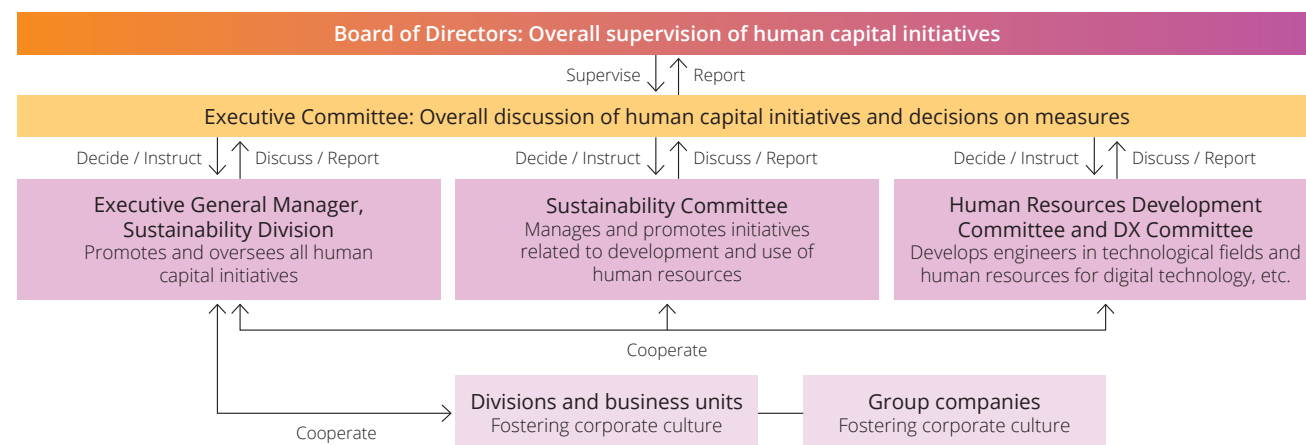 Board of Directors: Overall supervision of human capital initiatives
Supervise
Report
Executive Committee: Overall discussion of human capital initiatives and decisions on measures
Decide / Instruct
Discuss / Report
Decide / Instruct
Discuss / Report
Decide / Instruct
Discuss / Report
Executive General Manager,
Sustainability Division
Promotes and oversees all human
capital initiatives
Sustainability Committee
Manages and promotes initiatives
related to development and use of
human resources
Human Resources Development
Committee and DX Committee
Develops engineers in technological fields and
human resources for digital technology, etc.
Cooperate
Divisions and business units
Fostering corporate culture
Group companies
Fostering corporate culture
Cooperate